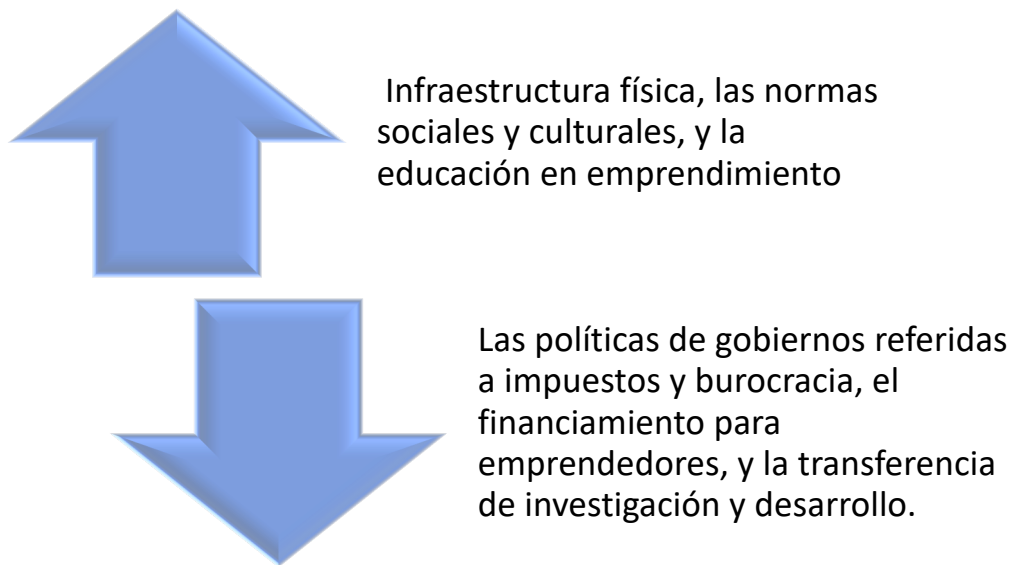 Infraestructura física, las normas
sociales y culturales, y la
educación en emprendimiento
Las políticas de gobiernos referidas
a impuestos y burocracia, el
financiamiento para
emprendedores, y la transferencia
de investigación y desarrollo.